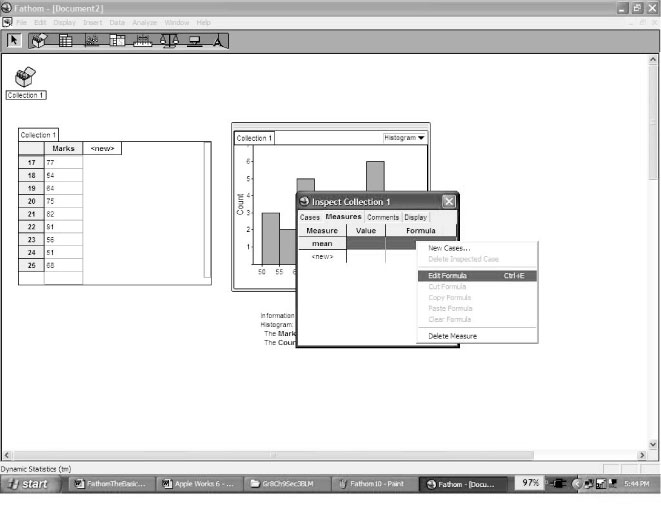 Fathom - [Document2]
File Edit Display Insert Data Analyze Window Help
Collection 1
Collection 1
Marks <new>
17 77
18 54
19 64
20 75
21 82
22 91
23 56
24 51
25 68
Collection 1 Histogram
Count
6
5
4
3
2
1
50 55 6
Information
Histogram:
The Mark
The Coun
Inspect Collection 1
Cases Measures Comments Display
Measure Value Formula
mean
<new>
New Cases...
Delete Inspected Case
Edit Formula Ctrl+E
Cut Formula
Copy Formula
Paste Formula
Clear Formula
Delete Measure
Dynamic Statistics (tm)
start FathomTheBasic... Apple Works 6 - ... Gr8Ch9Sec3BLM Fathom10 - Paint Fathom - [Docu... 97% 5:44 PM